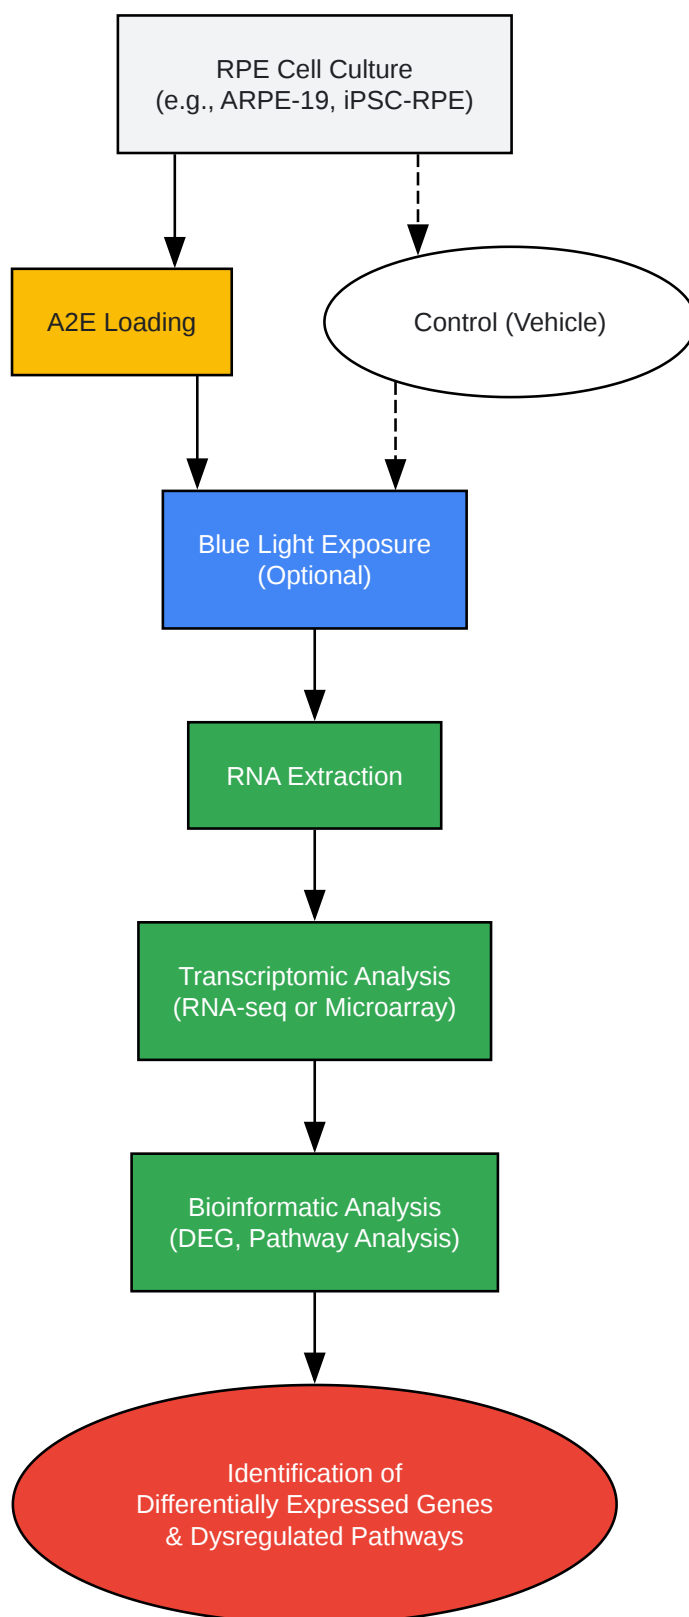 RPE Cell Culture
(e.g., ARPE-19, iPSC-RPE)
A2E Loading
Control (Vehicle)
Blue Light Exposure
(Optional)
RNA Extraction
Transcriptomic Analysis
(RNA-seq or Microarray)
Bioinformatic Analysis
(DEG, Pathway Analysis)
Identification of
Differentially Expressed Genes
& Dysregulated Pathways